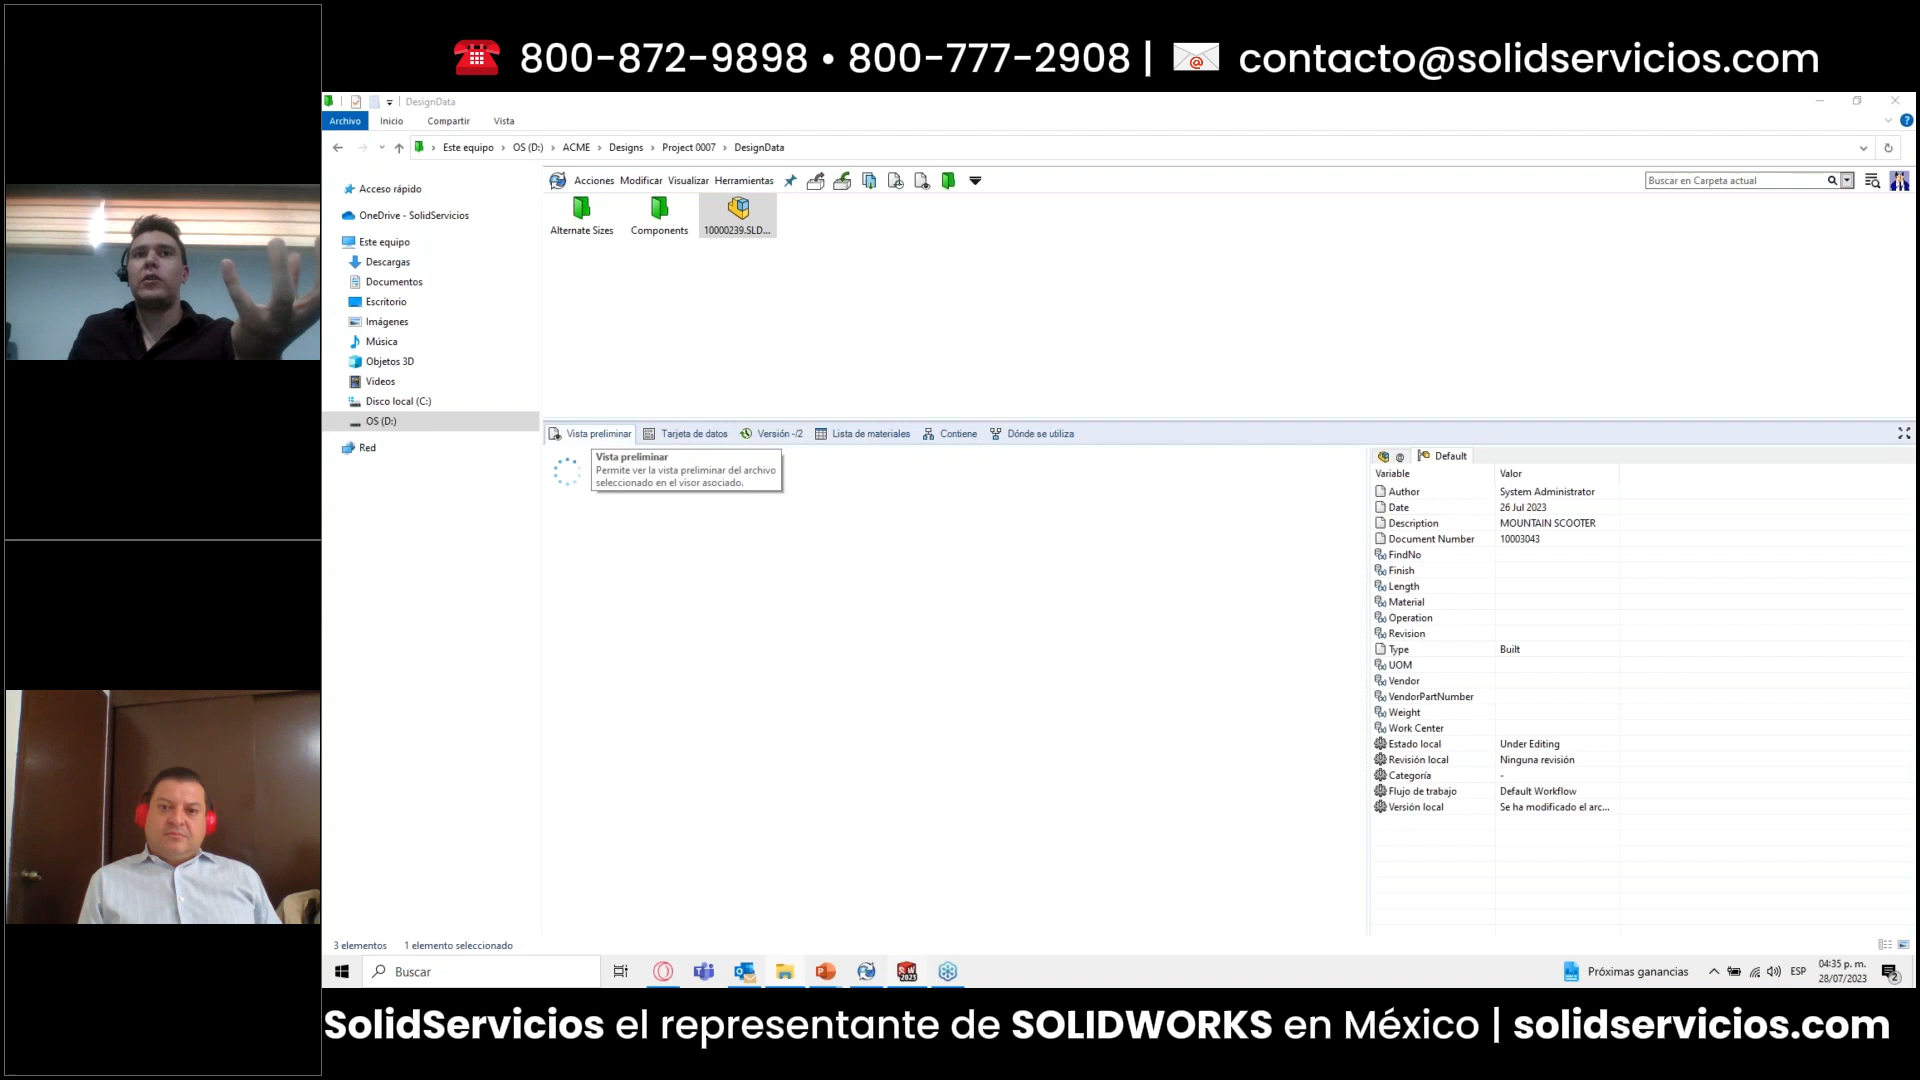 800-872-9898 • 800-777-2908 | @ contacto@solidservicios.com
DesignData
Archivo Inicio Compartir Vista
Este equipo › OS (D:) › ACME › Designs › Project 0007 › DesignData
Acciones Modificar Visualizar Herramientas
Buscar en Carpeta actual
Acceso rápido
OneDrive - SolidServicios
Este equipo
Descargas
Documentos
Escritorio
Imágenes
Música
Objetos 3D
Videos
Disco local (C:)
OS (D:)
Red
Alternate Sizes
Components
10000239.SLD...
Vista preliminar Tarjeta de datos Versión -/2 Lista de materiales Contiene Dónde se utiliza
Vista preliminar
Permite ver la vista preliminar del archivo
seleccionado en el visor asociado.
@ Default
Variable Valor
Author System Administrator
Date 26 Jul 2023
Description MOUNTAIN SCOOTER
Document Number 10003043
FindNo
Finish
Length
Material
Operation
Revision
Type Built
UOM
Vendor
VendorPartNumber
Weight
Work Center
Estado local Under Editing
Revisión local Ninguna revisión
Categoría -
Flujo de trabajo Default Workflow
Versión local Se ha modificado el arc...
3 elementos 1 elemento seleccionado
Buscar
Próximas ganancias
ESP
04:35 p. m.
28/07/2023
2
SolidServicios el representante de SOLIDWORKS en México | solidservicios.com